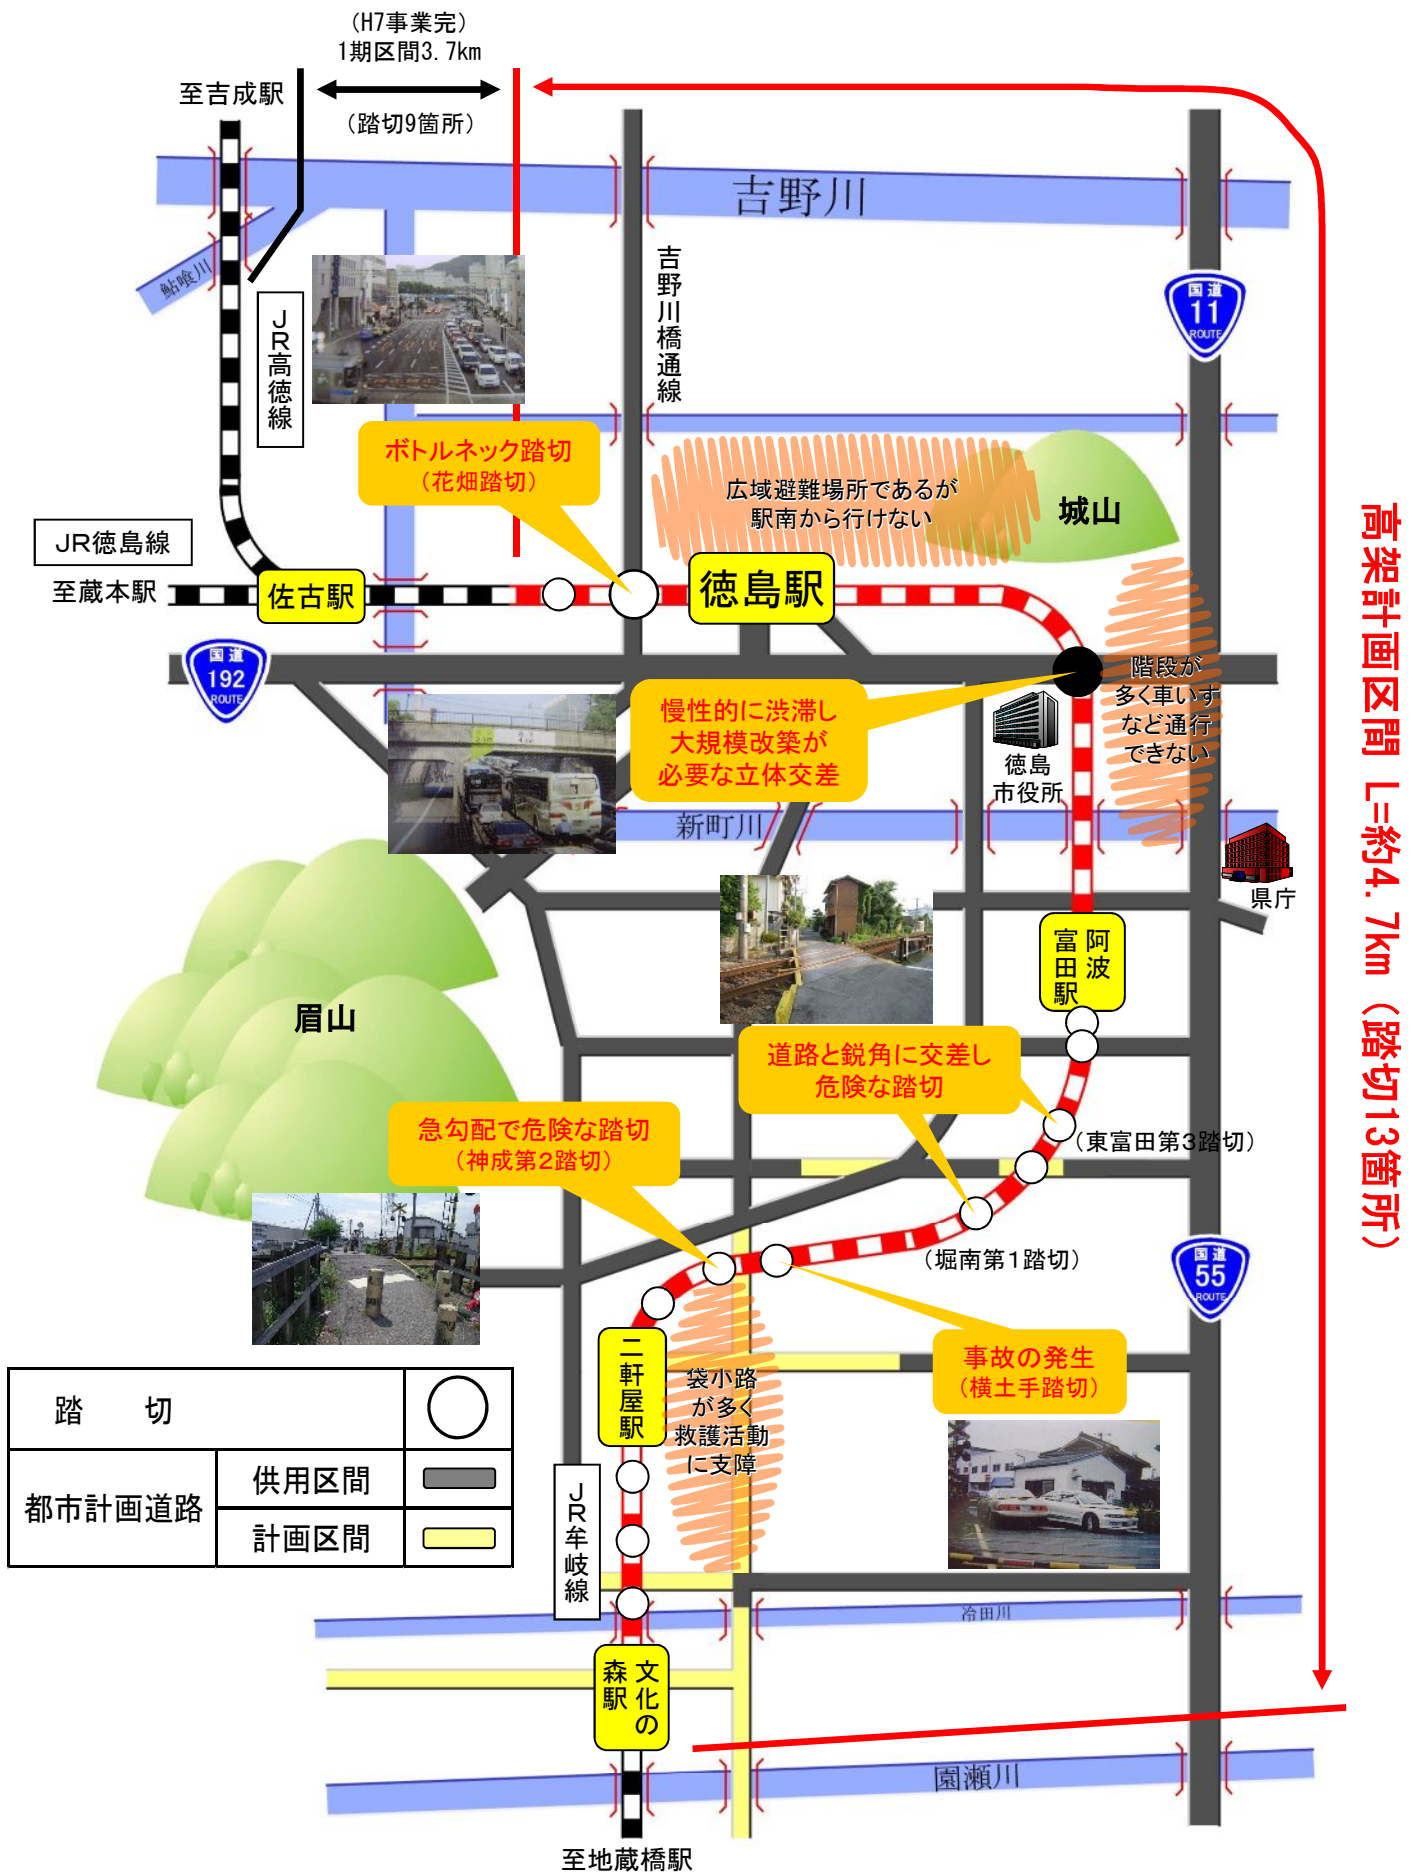 (H7事業完)
1期区間3.7km
(踏切9箇所)
至吉成駅
吉野川
鮎喰川
JR高徳線
吉野川橋通線
国道
11
ROUTE
ボトルネック踏切
(花畑踏切)
広域避難場所であるが
駅南から行けない
城山
JR徳島線
至蔵本駅
佐古駅
徳島駅
国道
192
ROUTE
慢性的に渋滞し
大規模改築が
必要な立体交差
階段が
多く車いす
など通行
できない
徳島
市役所
新町川
県庁
高架計画区間 L=約4.7km (踏切13箇所)
阿波
富田駅
眉山
道路と鋭角に交差し
危険な踏切
急勾配で危険な踏切
(神成第2踏切)
(東富田第3踏切)
(堀南第1踏切)
国道
55
ROUTE
二軒屋駅
袋小路
が多く
救護活動
に支障
事故の発生
(横土手踏切)
踏 切
都市計画道路
供用区間
計画区間
JR牟岐線
冷田川
文化の
森駅
園瀬川
至地蔵橋駅